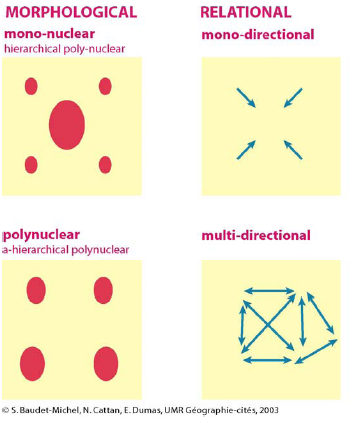 MORPHOLOGICAL
RELATIONAL
mono-nuclear
hierarchical poly-nuclear
mono-directional
polynuclear
a-hierarchical polynuclear
multi-directional
© S. Baudet-Michel, N. Cattan, E. Dumas, UMR Géographie-cités, 2003